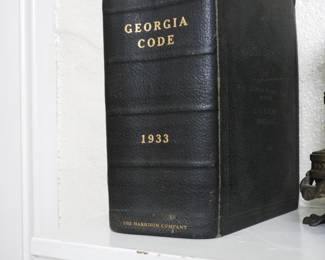 GEORGIA
CODE
1933
THE HARRISON COMPANY